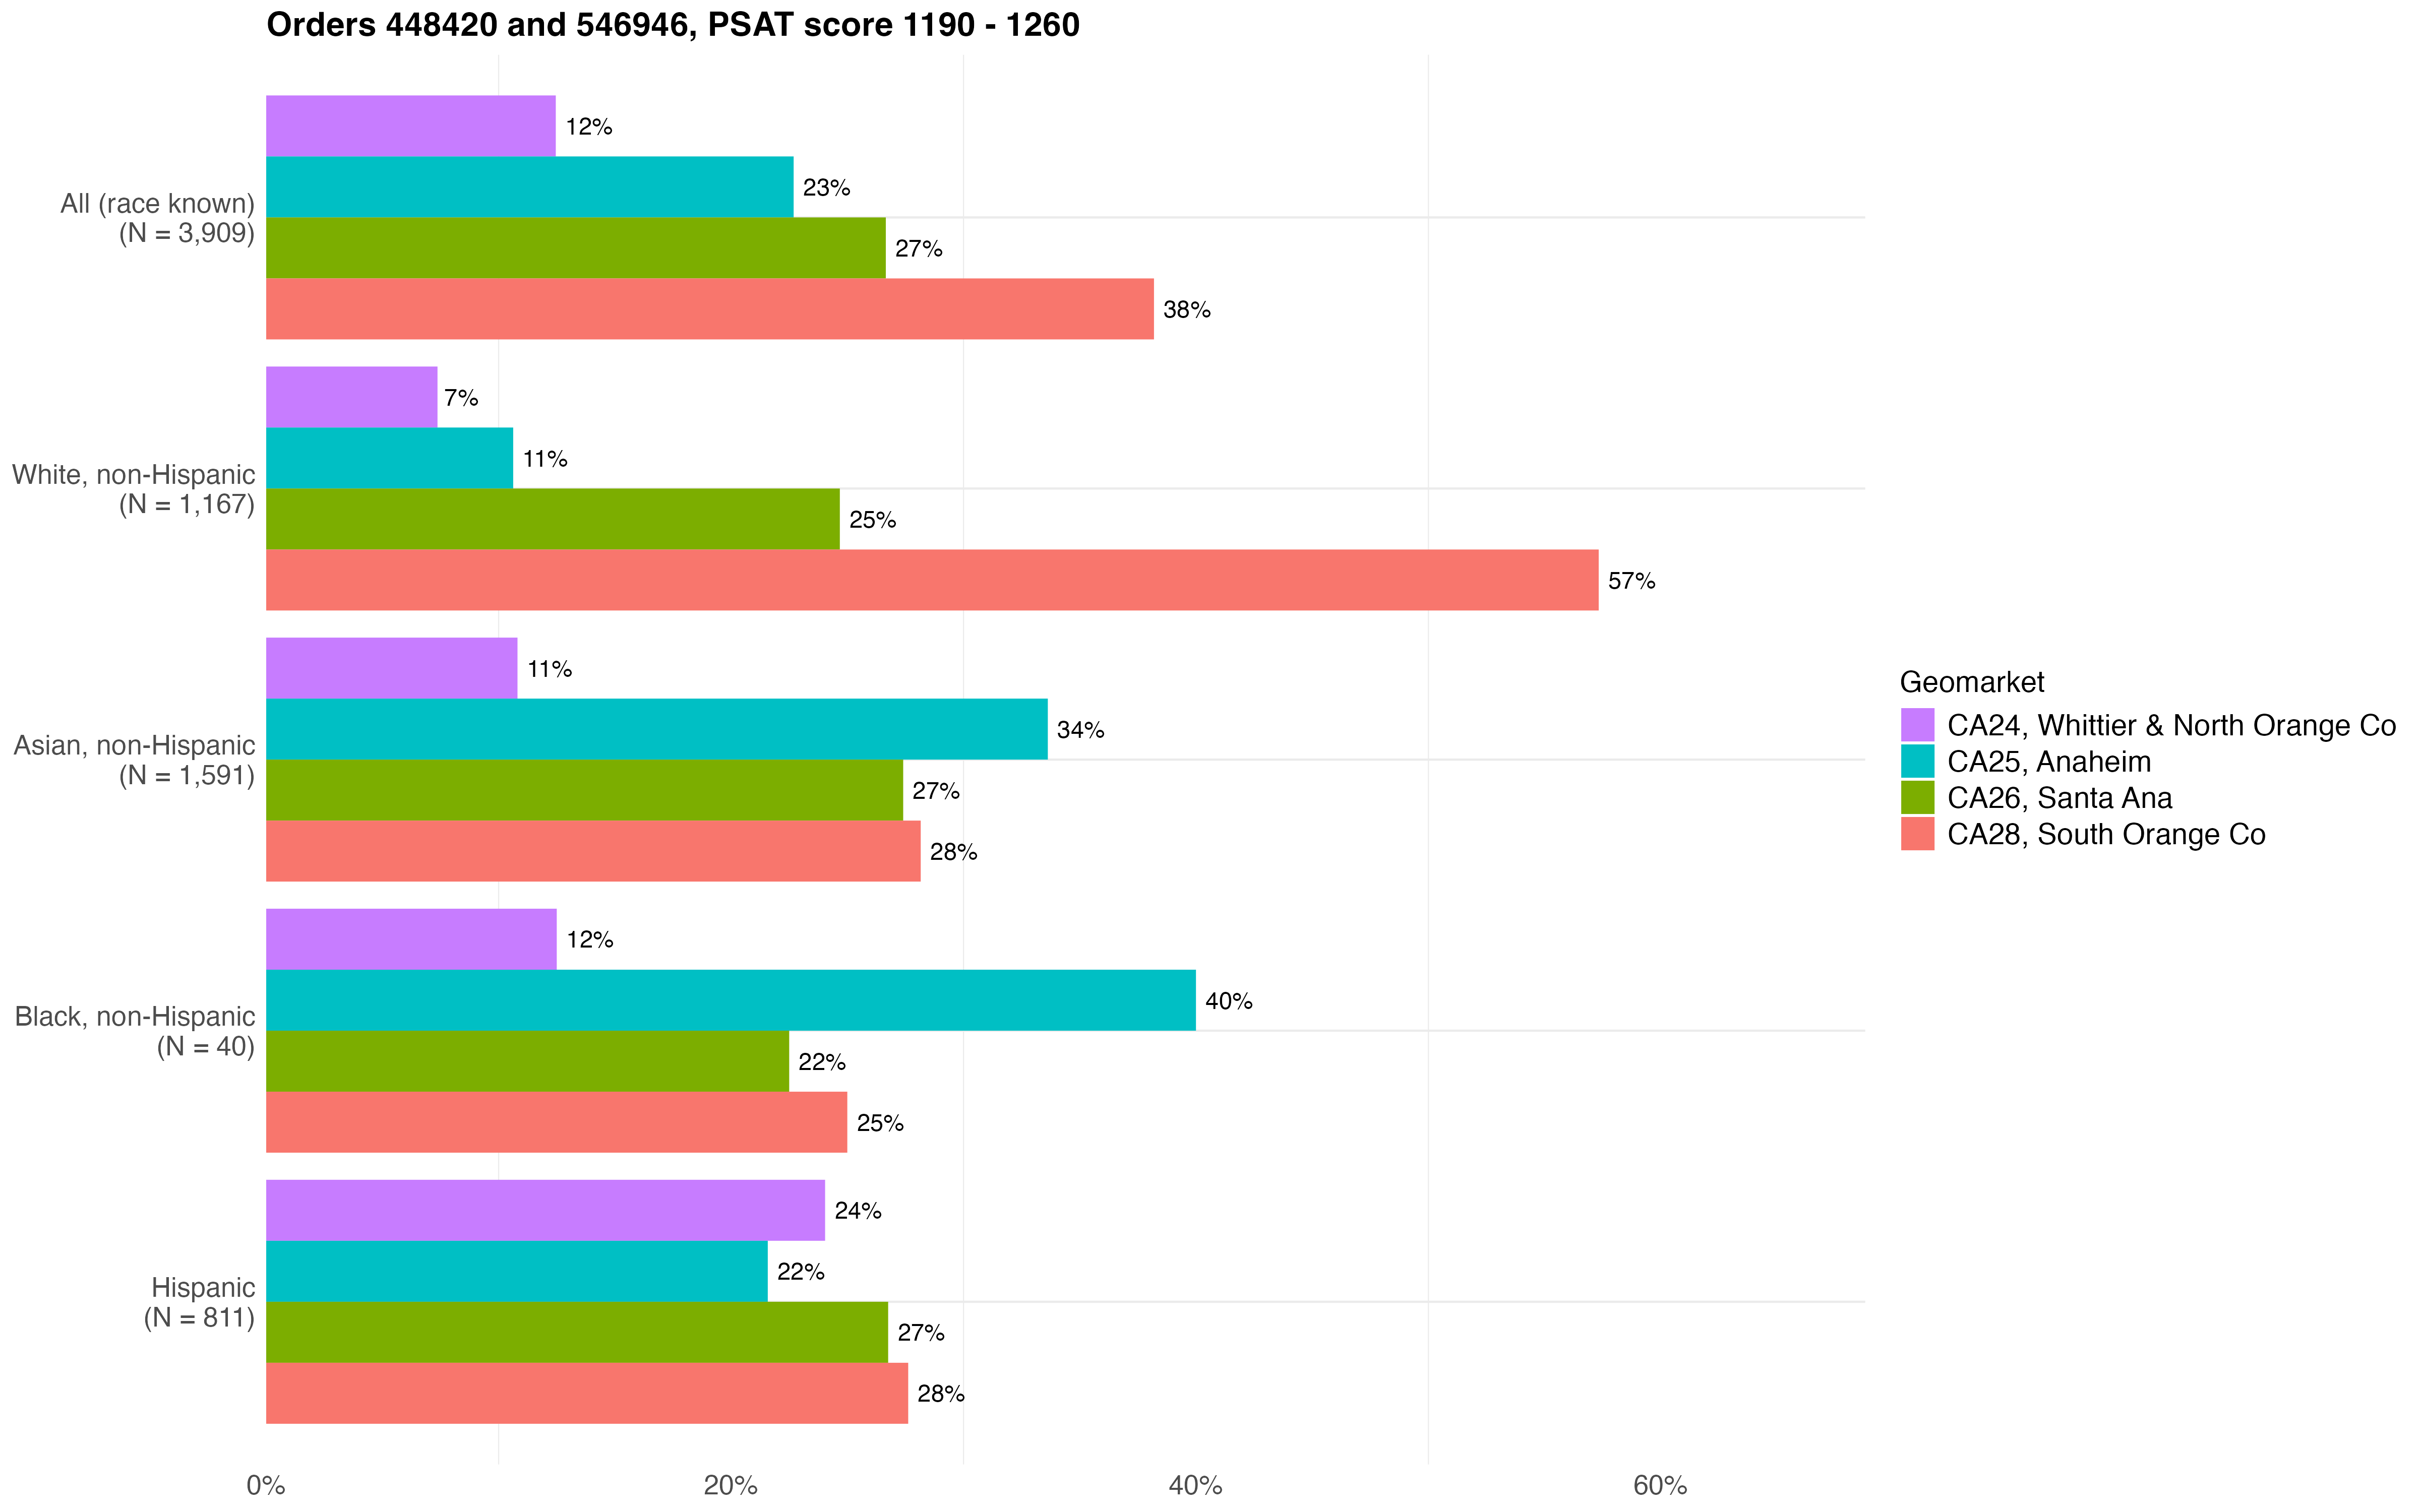 Orders 448420 and 546946, PSAT score 1190 - 1260
All (race known)
(N = 3,909)
12%
23%
27%
38%
White, non-Hispanic
(N = 1,167)
7%
11%
25%
57%
Asian, non-Hispanic
(N = 1,591)
11%
34%
27%
28%
Black, non-Hispanic
(N = 40)
12%
40%
22%
25%
Hispanic
(N = 811)
24%
22%
27%
28%
0%
20%
40%
60%
Geomarket
CA24, Whittier & North Orange Co
CA25, Anaheim
CA26, Santa Ana
CA28, South Orange Co